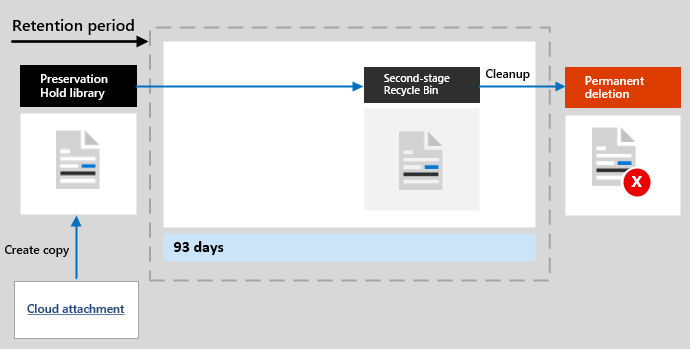 Retention period
Preservation
Hold library
Second-stage
Recycle Bin
Cleanup
Permanent
deletion
X
Create copy
93 days
Cloud attachment